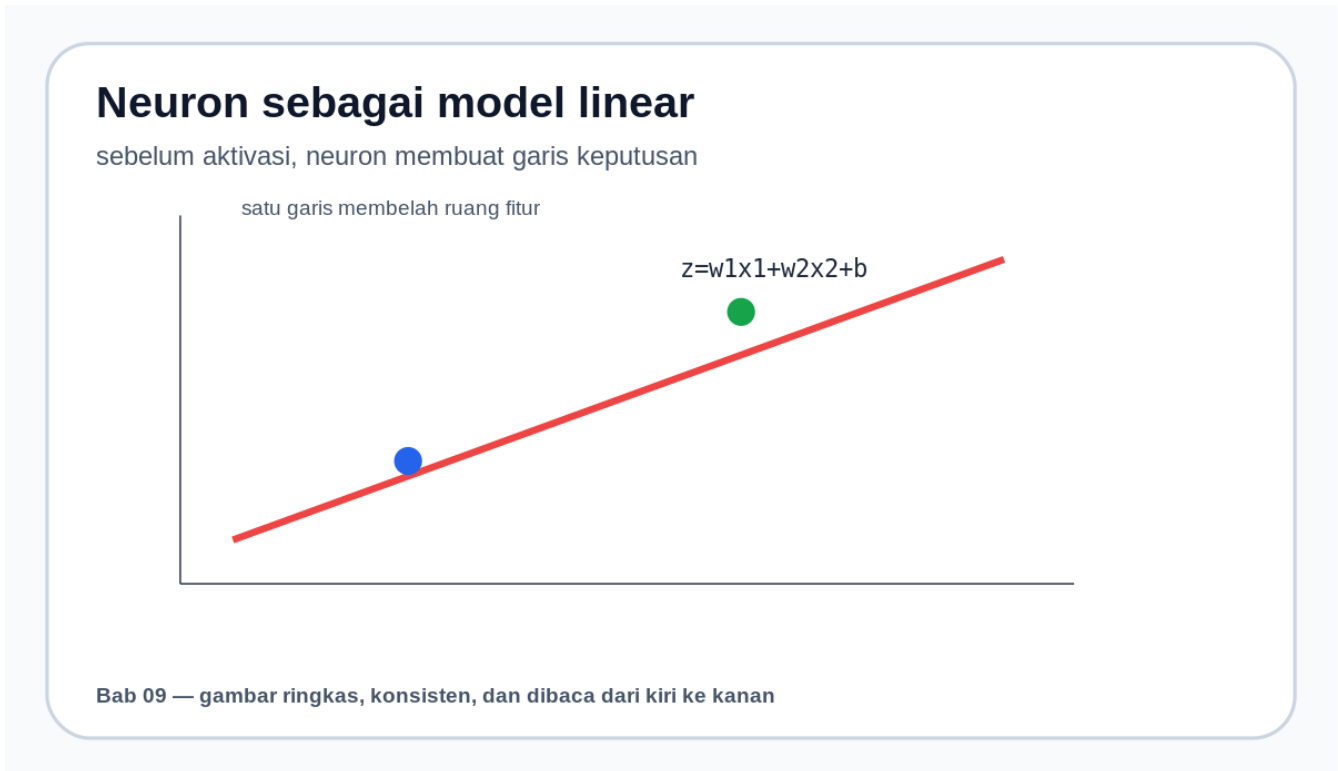 Neuron sebagai model linear
sebelum aktivasi, neuron membuat garis keputusan
satu garis membelah ruang fitur
z=w1x1+w2x2+b
Bab 09 — gambar ringkas, konsisten, dan dibaca dari kiri ke kanan